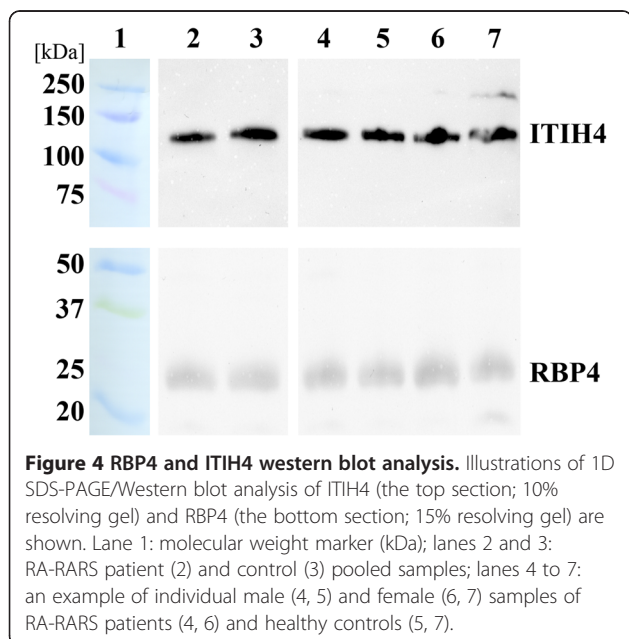 [kDa] 1 2 3 4 5 6 7
250
150
100
75
ITIH4
50
37
25
20
RBP4
Figure 4 RBP4 and ITIH4 western blot analysis. Illustrations of 1D
SDS-PAGE/Western blot analysis of ITIH4 (the top section; 10%
resolving gel) and RBP4 (the bottom section; 15% resolving gel) are
shown. Lane 1: molecular weight marker (kDa); lanes 2 and 3:
RA-RARS patient (2) and control (3) pooled samples; lanes 4 to 7:
an example of individual male (4, 5) and female (6, 7) samples of
RA-RARS patients (4, 6) and healthy controls (5, 7).